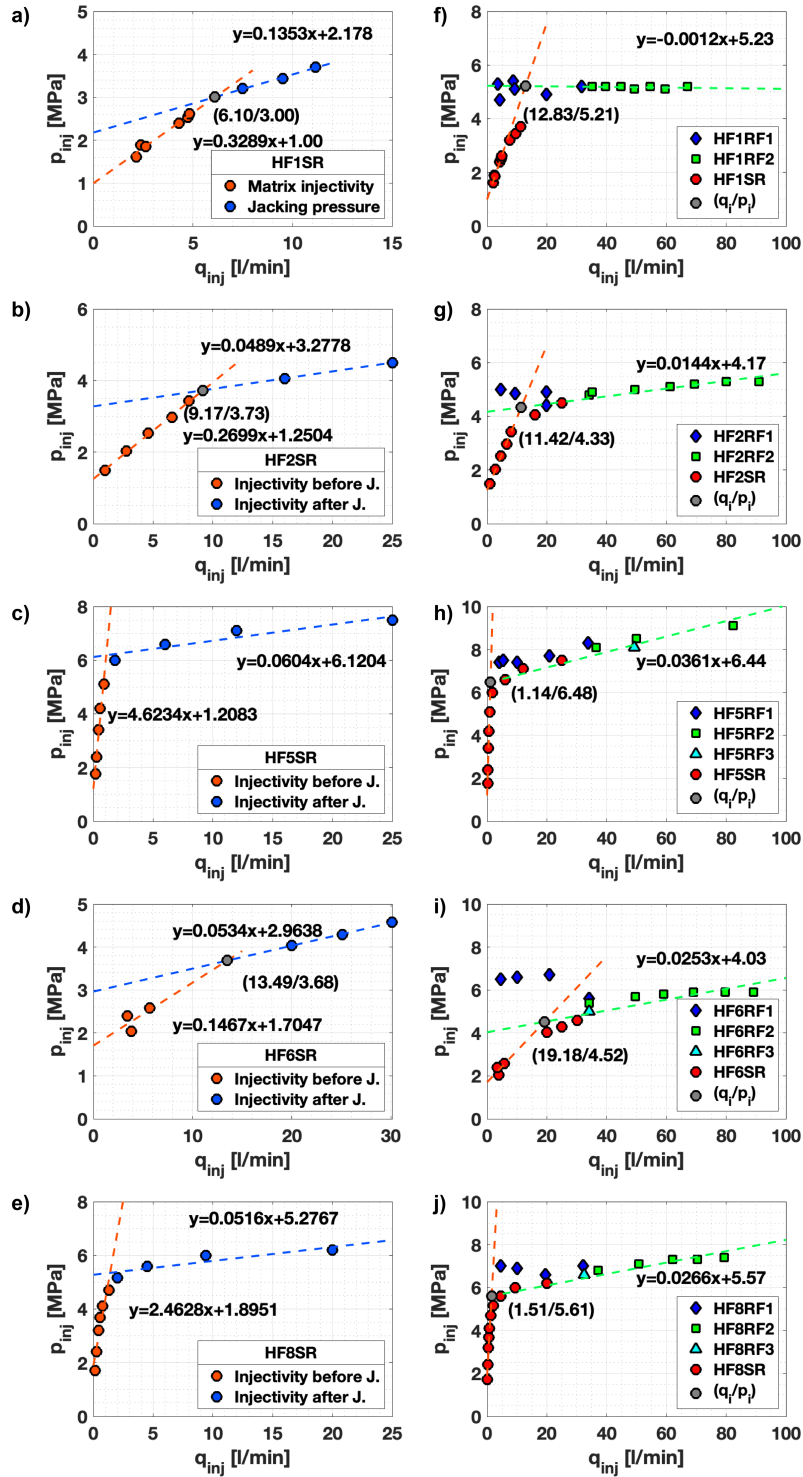 a)
y=0.1353x+2.178
(6.10/3.00)
y=0.3289x+1.00
HF1SR
Matrix injectivity
Jacking pressure
p_inj [MPa]
5
4
3
2
1
0
0 5 10 15
q_inj [l/min]
f)
y=-0.0012x+5.23
(12.83/5.21)
HF1RF1
HF1RF2
HF1SR
(q_i/p_i)
p_inj [MPa]
8
6
4
2
0
0 20 40 60 80 100
q_inj [l/min]
b)
y=0.0489x+3.2778
(9.17/3.73)
y=0.2699x+1.2504
HF2SR
Injectivity before J.
Injectivity after J.
p_inj [MPa]
6
4
2
0
0 5 10 15 20 25
q_inj [l/min]
g)
y=0.0144x+4.17
(11.42/4.33)
HF2RF1
HF2RF2
HF2SR
(q_i/p_i)
p_inj [MPa]
8
6
4
2
0
0 20 40 60 80 100
q_inj [l/min]
c)
y=0.0604x+6.1204
y=4.6234x+1.2083
HF5SR
Injectivity before J.
Injectivity after J.
p_inj [MPa]
8
6
4
2
0
0 5 10 15 20 25
q_inj [l/min]
h)
y=0.0361x+6.44
(1.14/6.48)
HF5RF1
HF5RF2
HF5RF3
HF5SR
(q_i/p_i)
p_inj [MPa]
10
8
6
4
2
0
0 20 40 60 80 100
q_inj [l/min]
d)
y=0.0534x+2.9638
(13.49/3.68)
y=0.1467x+1.7047
HF6SR
Injectivity before J.
Injectivity after J.
p_inj [MPa]
5
4
3
2
1
0
0 10 20 30
q_inj [l/min]
i)
y=0.0253x+4.03
(19.18/4.52)
HF6RF1
HF6RF2
HF6RF3
HF6SR
(q_i/p_i)
p_inj [MPa]
10
8
6
4
2
0
0 20 40 60 80 100
q_inj [l/min]
e)
y=0.0516x+5.2767
y=2.4628x+1.8951
HF8SR
Injectivity before J.
Injectivity after J.
p_inj [MPa]
8
6
4
2
0
0 5 10 15 20 25
q_inj [l/min]
j)
y=0.0266x+5.57
(1.51/5.61)
HF8RF1
HF8RF2
HF8RF3
HF8SR
(q_i/p_i)
p_inj [MPa]
10
8
6
4
2
0
0 20 40 60 80 100
q_inj [l/min]